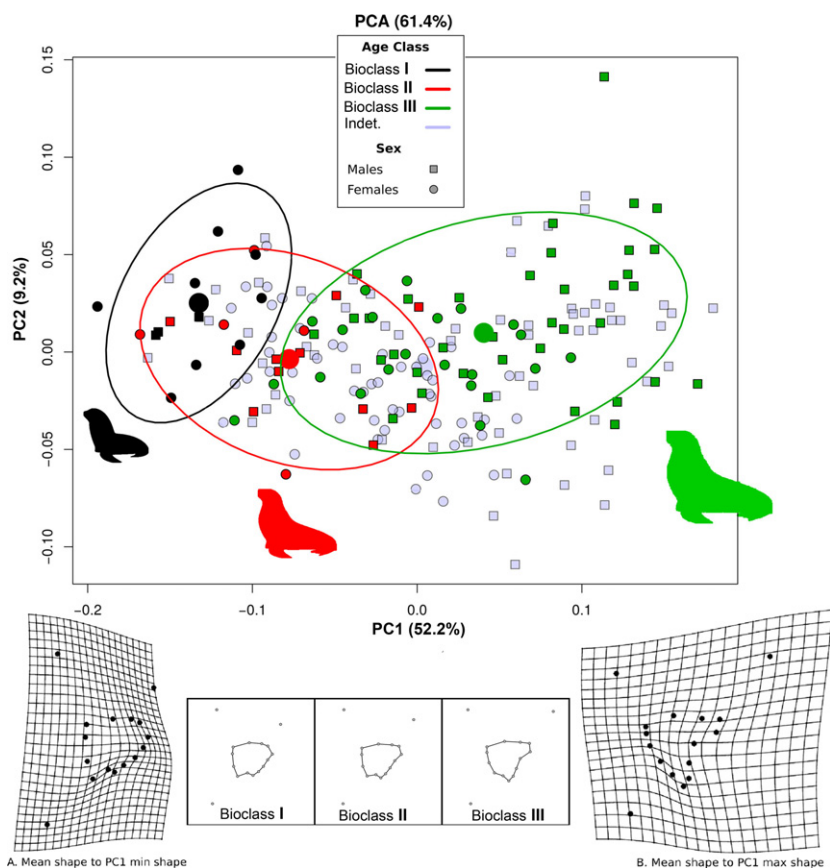 PCA (61.4%)
Age Class
Bioclass I
Bioclass II
Bioclass III
Indet.
Sex
Males
Females
0.15
0.10
0.05
0.00
−0.05
−0.10
PC2 (9.2%)
−0.2
−0.1
0.0
0.1
PC1 (52.2%)
Bioclass I
Bioclass II
Bioclass III
A. Mean shape to PC1 min shape
B. Mean shape to PC1 max shape